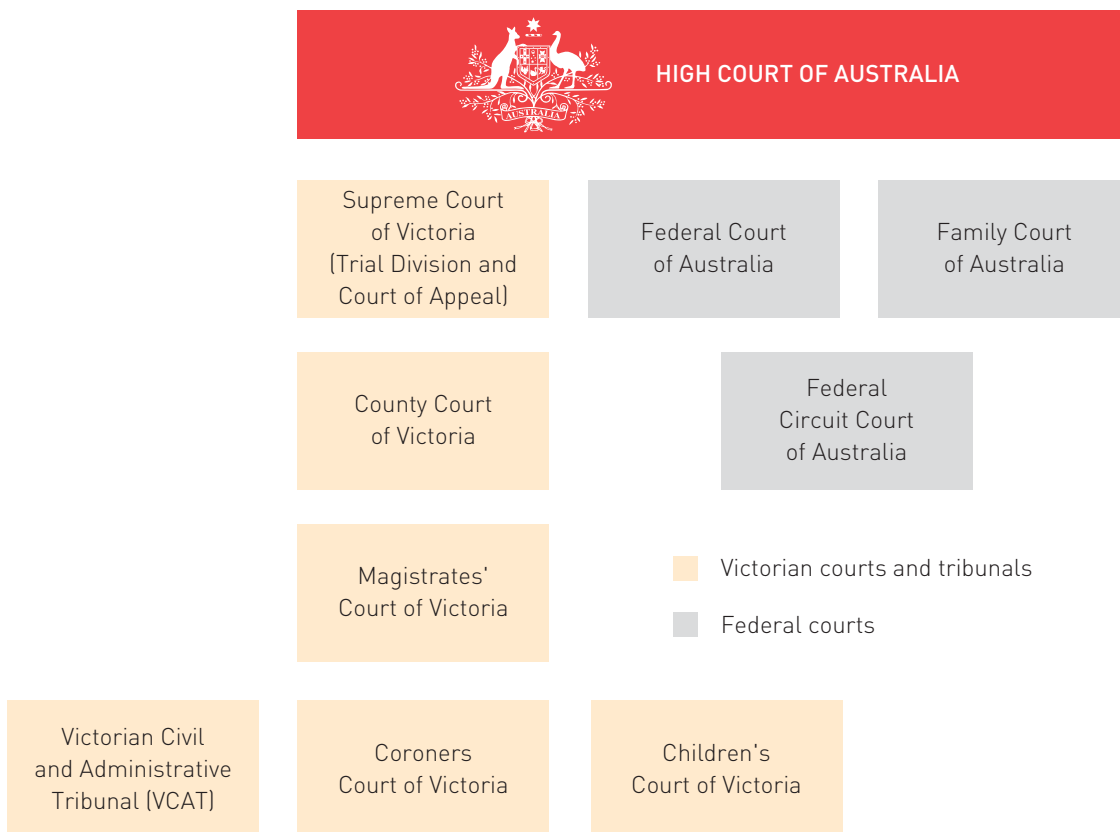 AUSTRALIA
HIGH COURT OF AUSTRALIA
Supreme Court
of Victoria
(Trial Division and
Court of Appeal)
Federal Court
of Australia
Family Court
of Australia
County Court
of Victoria
Federal
Circuit Court
of Australia
Magistrates'
Court of Victoria
Victorian courts and tribunals
Federal courts
Victorian Civil
and Administrative
Tribunal (VCAT)
Coroners
Court of Victoria
Children's
Court of Victoria